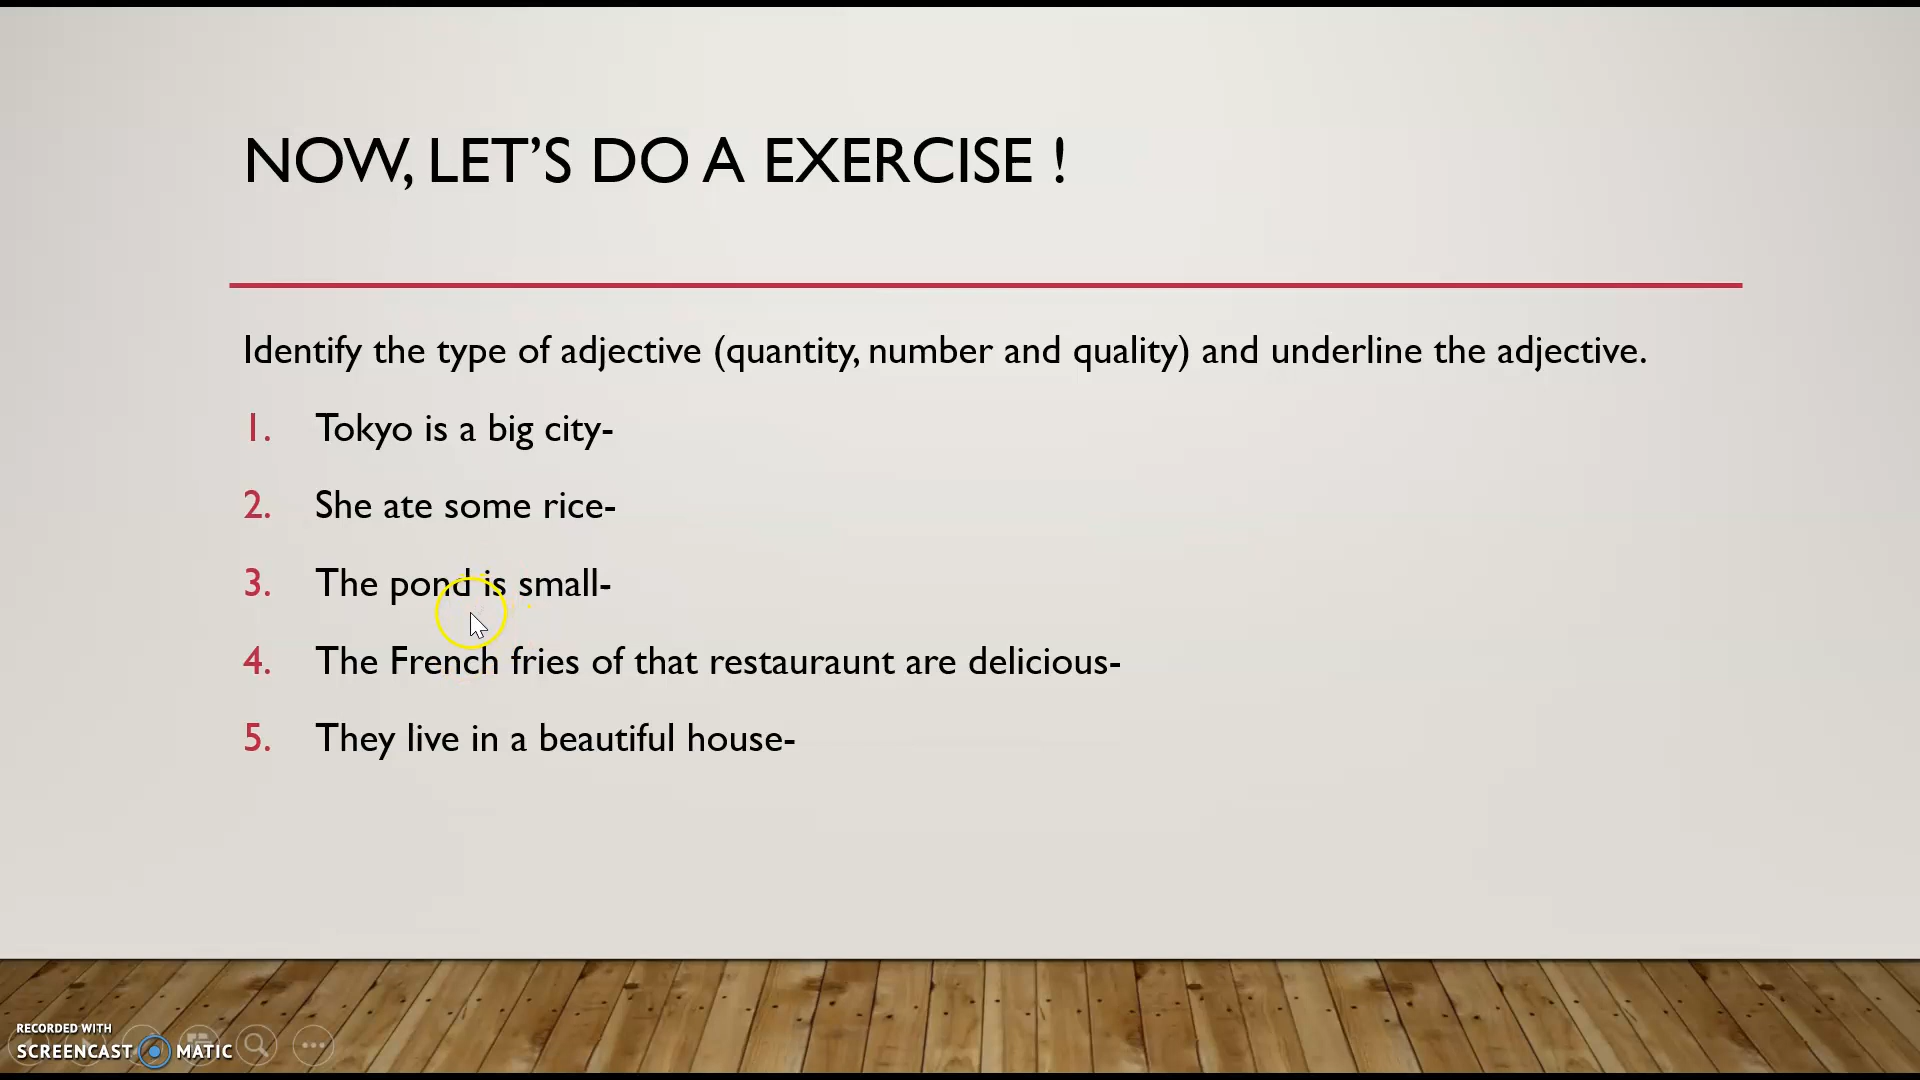 NOW, LET’S DO A EXERCISE !
Identify the type of adjective (quantity, number and quality) and underline the adjective.
1. Tokyo is a big city-
2. She ate some rice-
3. The pond is small-
4. The French fries of that restauraunt are delicious-
5. They live in a beautiful house-
RECORDED WITH
SCREENCAST MATIC